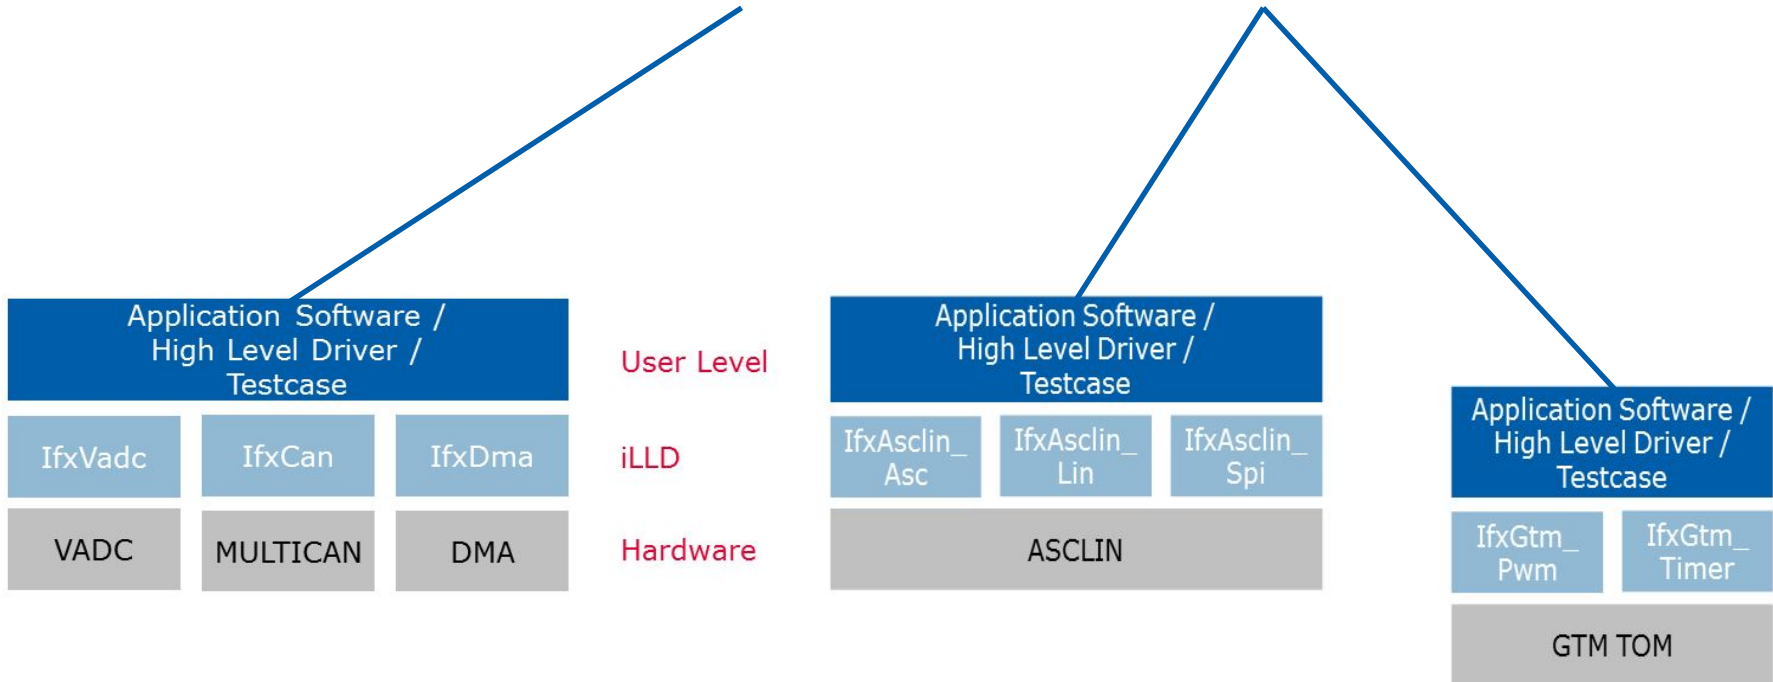 Application Software /
High Level Driver /
Testcase
IfxVadc
IfxCan
IfxDma
VADC
MULTICAN
DMA
User Level
iLLD
Hardware
Application Software /
High Level Driver /
Testcase
IfxAsclin_
Asc
IfxAsclin_
Lin
IfxAsclin_
Spi
ASCLIN
Application Software /
High Level Driver /
Testcase
IfxGtm_
Pwm
IfxGtm_
Timer
GTM TOM